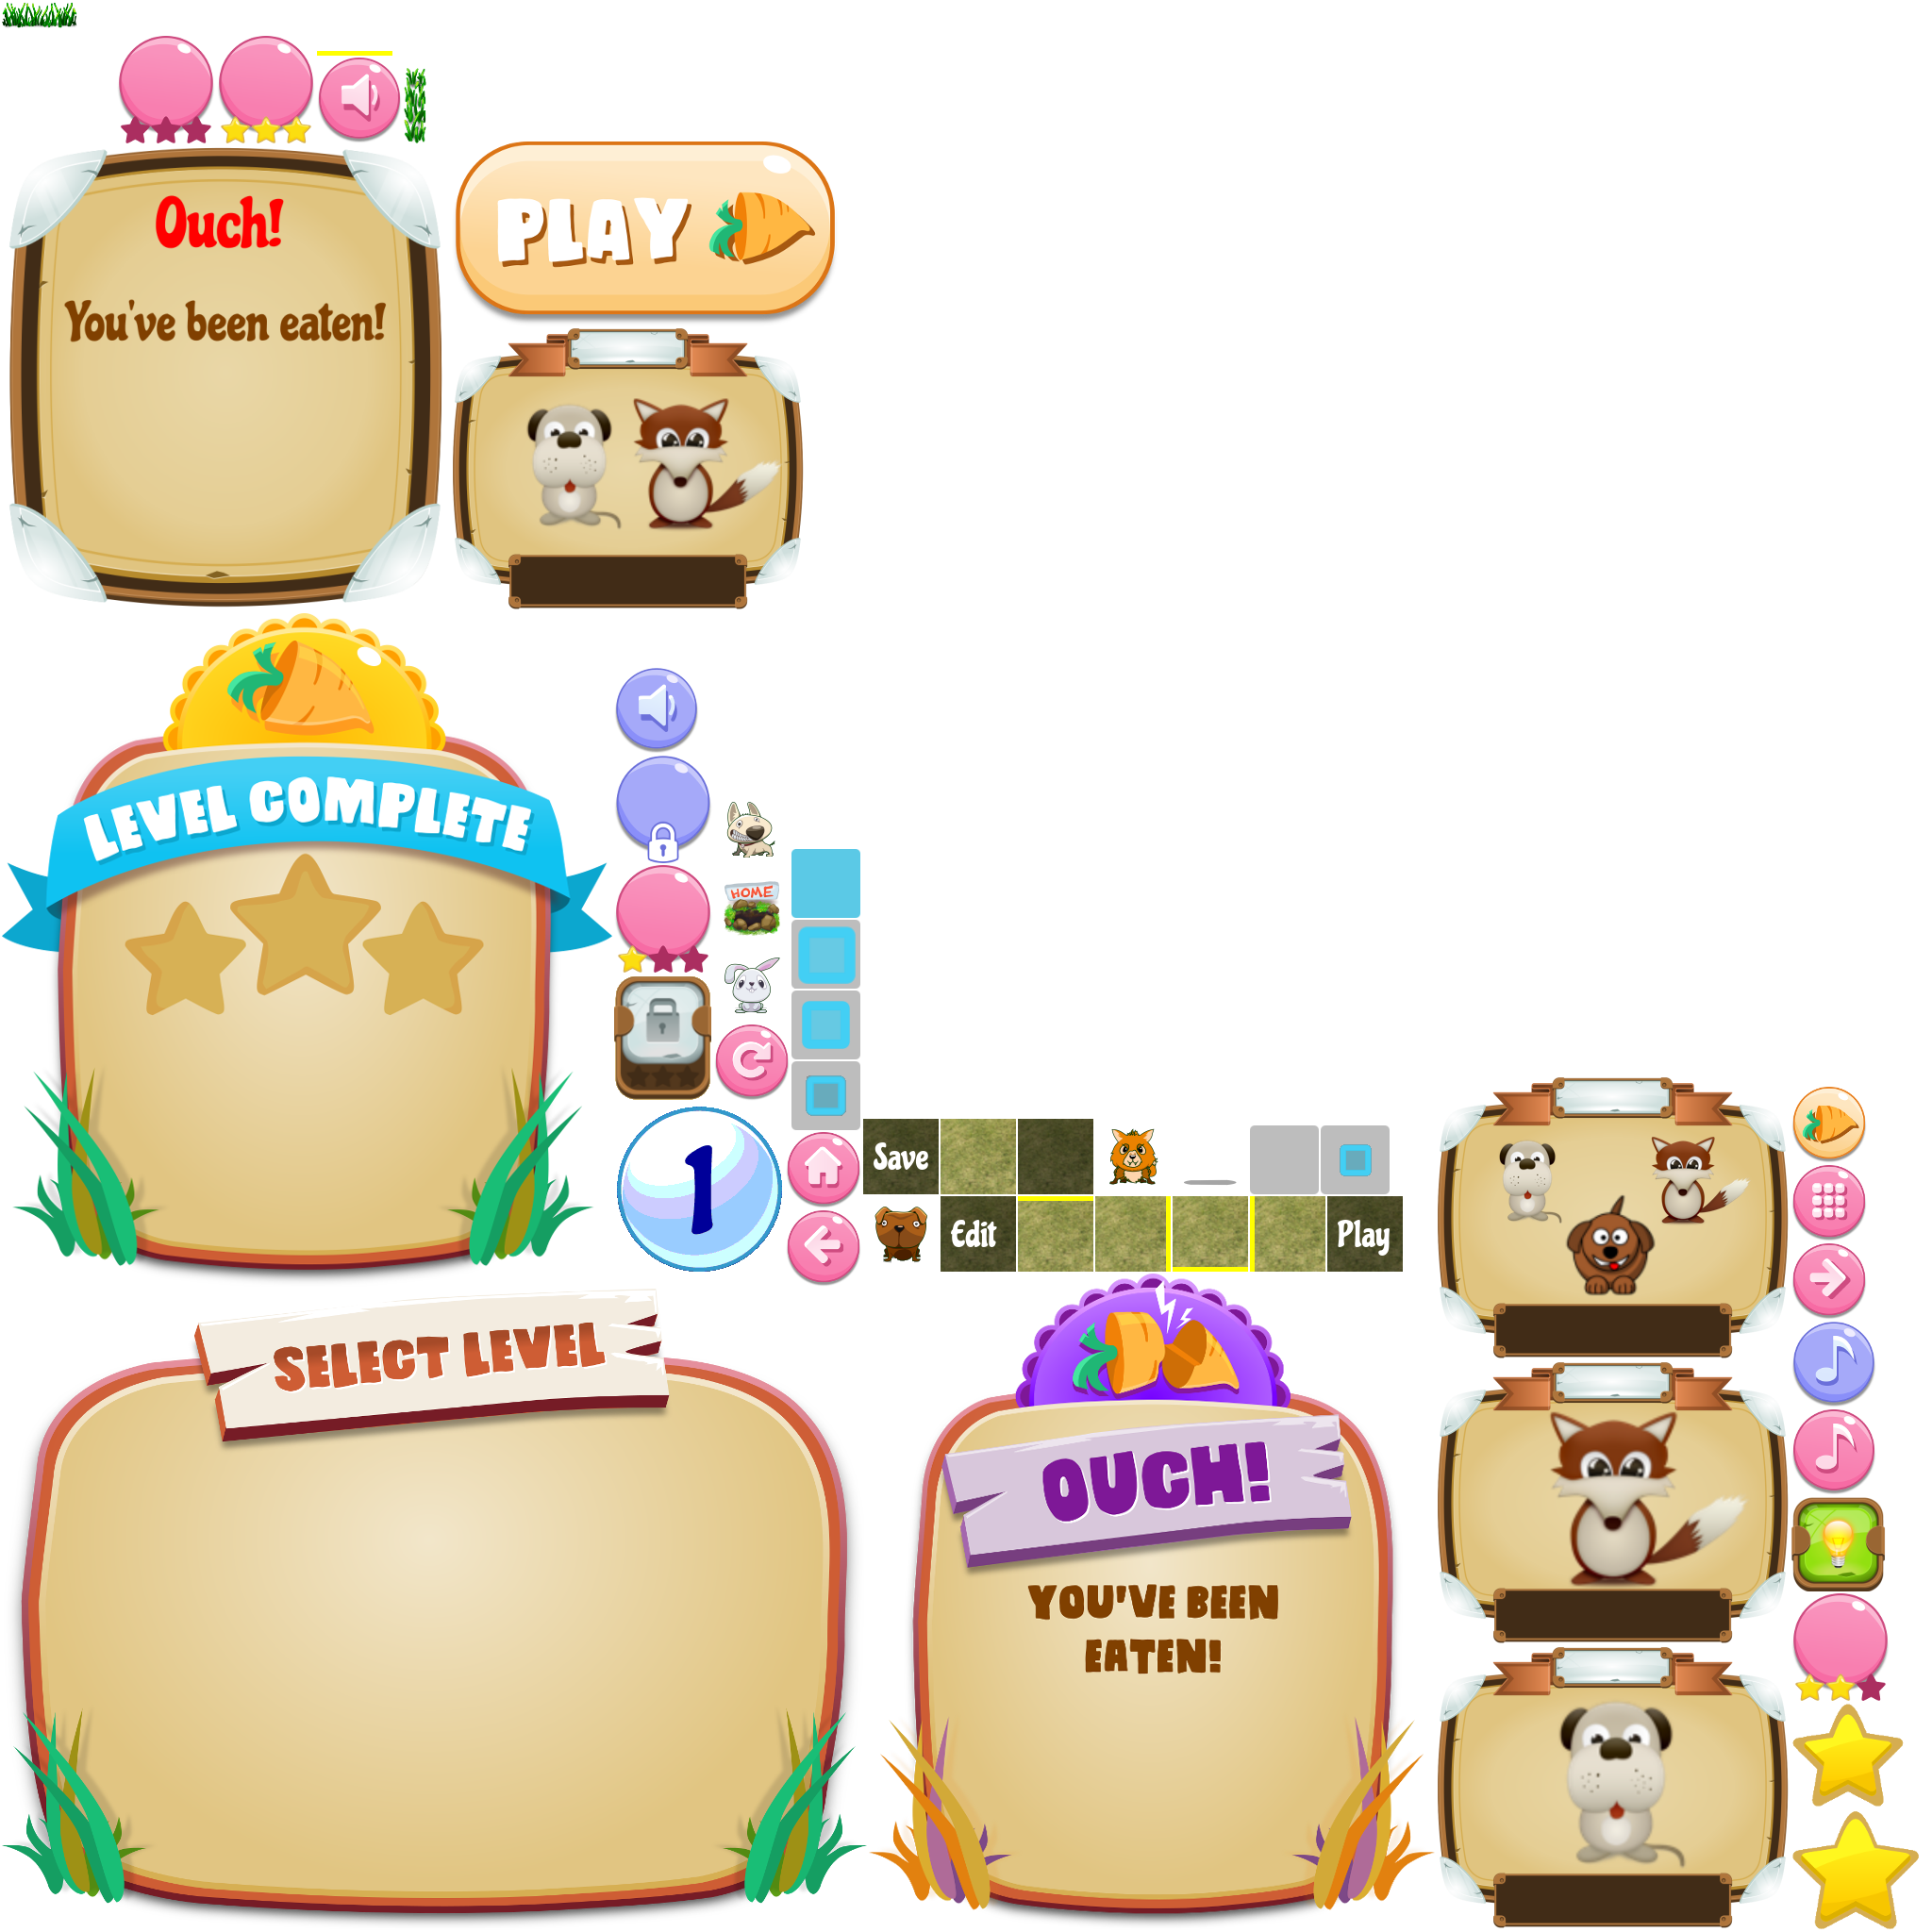 Ouch!
You've been eaten!
PLAY
LEVEL COMPLETE
HOME
1
Save
Edit
Play
SELECT LEVEL
OUCH!
YOU'VE BEEN
EATEN!